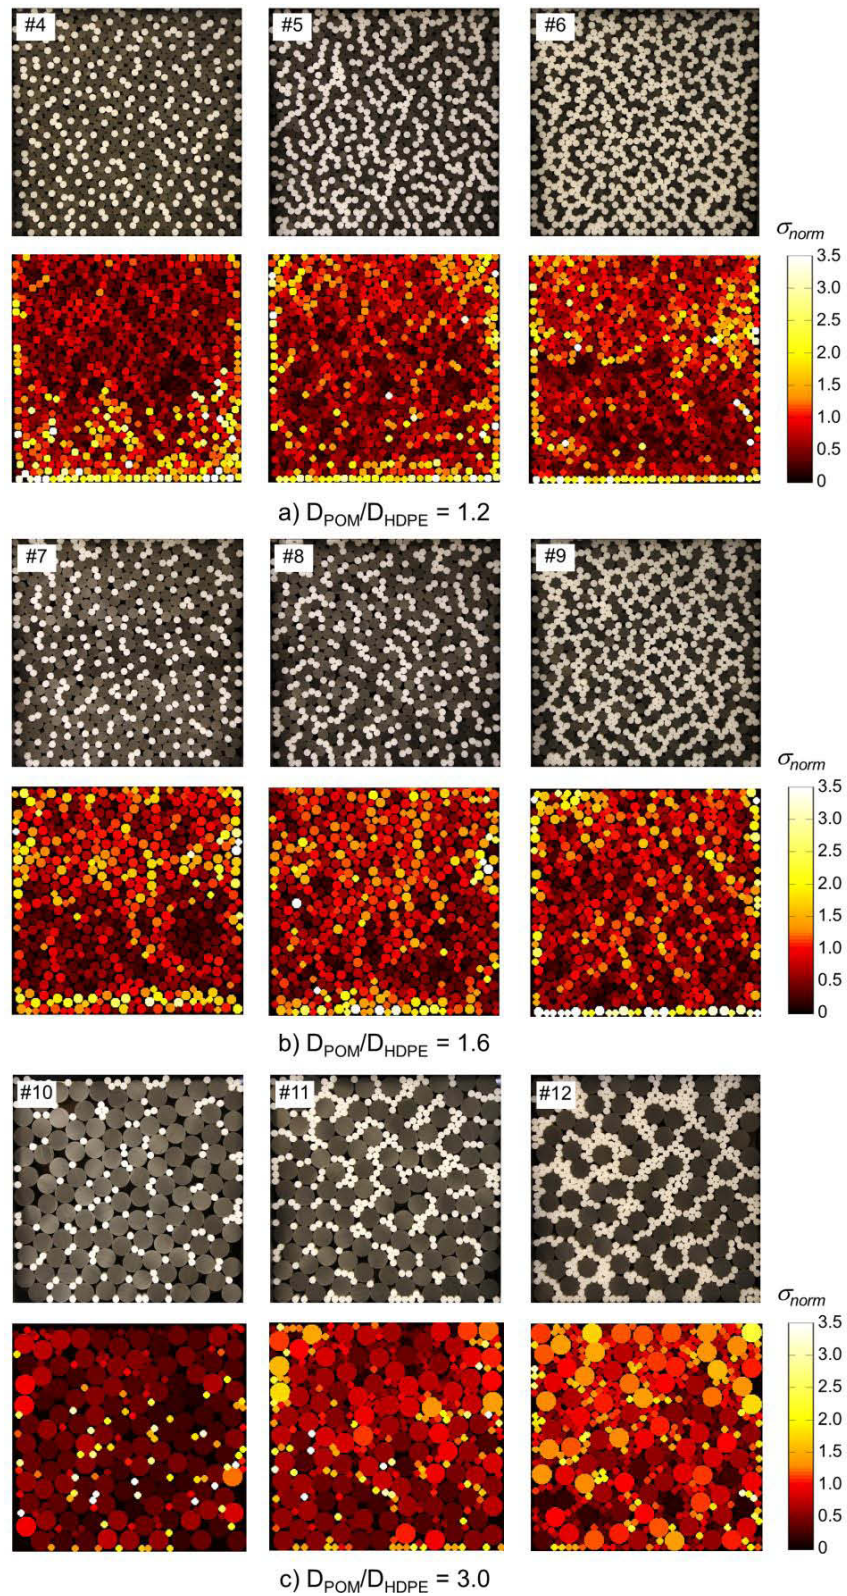 #4 #5 #6
σnorm
3.5
3.0
2.5
2.0
1.5
1.0
0.5
0
a) DPOM/DHDPE = 1.2
#7 #8 #9
σnorm
3.5
3.0
2.5
2.0
1.5
1.0
0.5
0
b) DPOM/DHDPE = 1.6
#10 #11 #12
σnorm
3.5
3.0
2.5
2.0
1.5
1.0
0.5
0
c) DPOM/DHDPE = 3.0